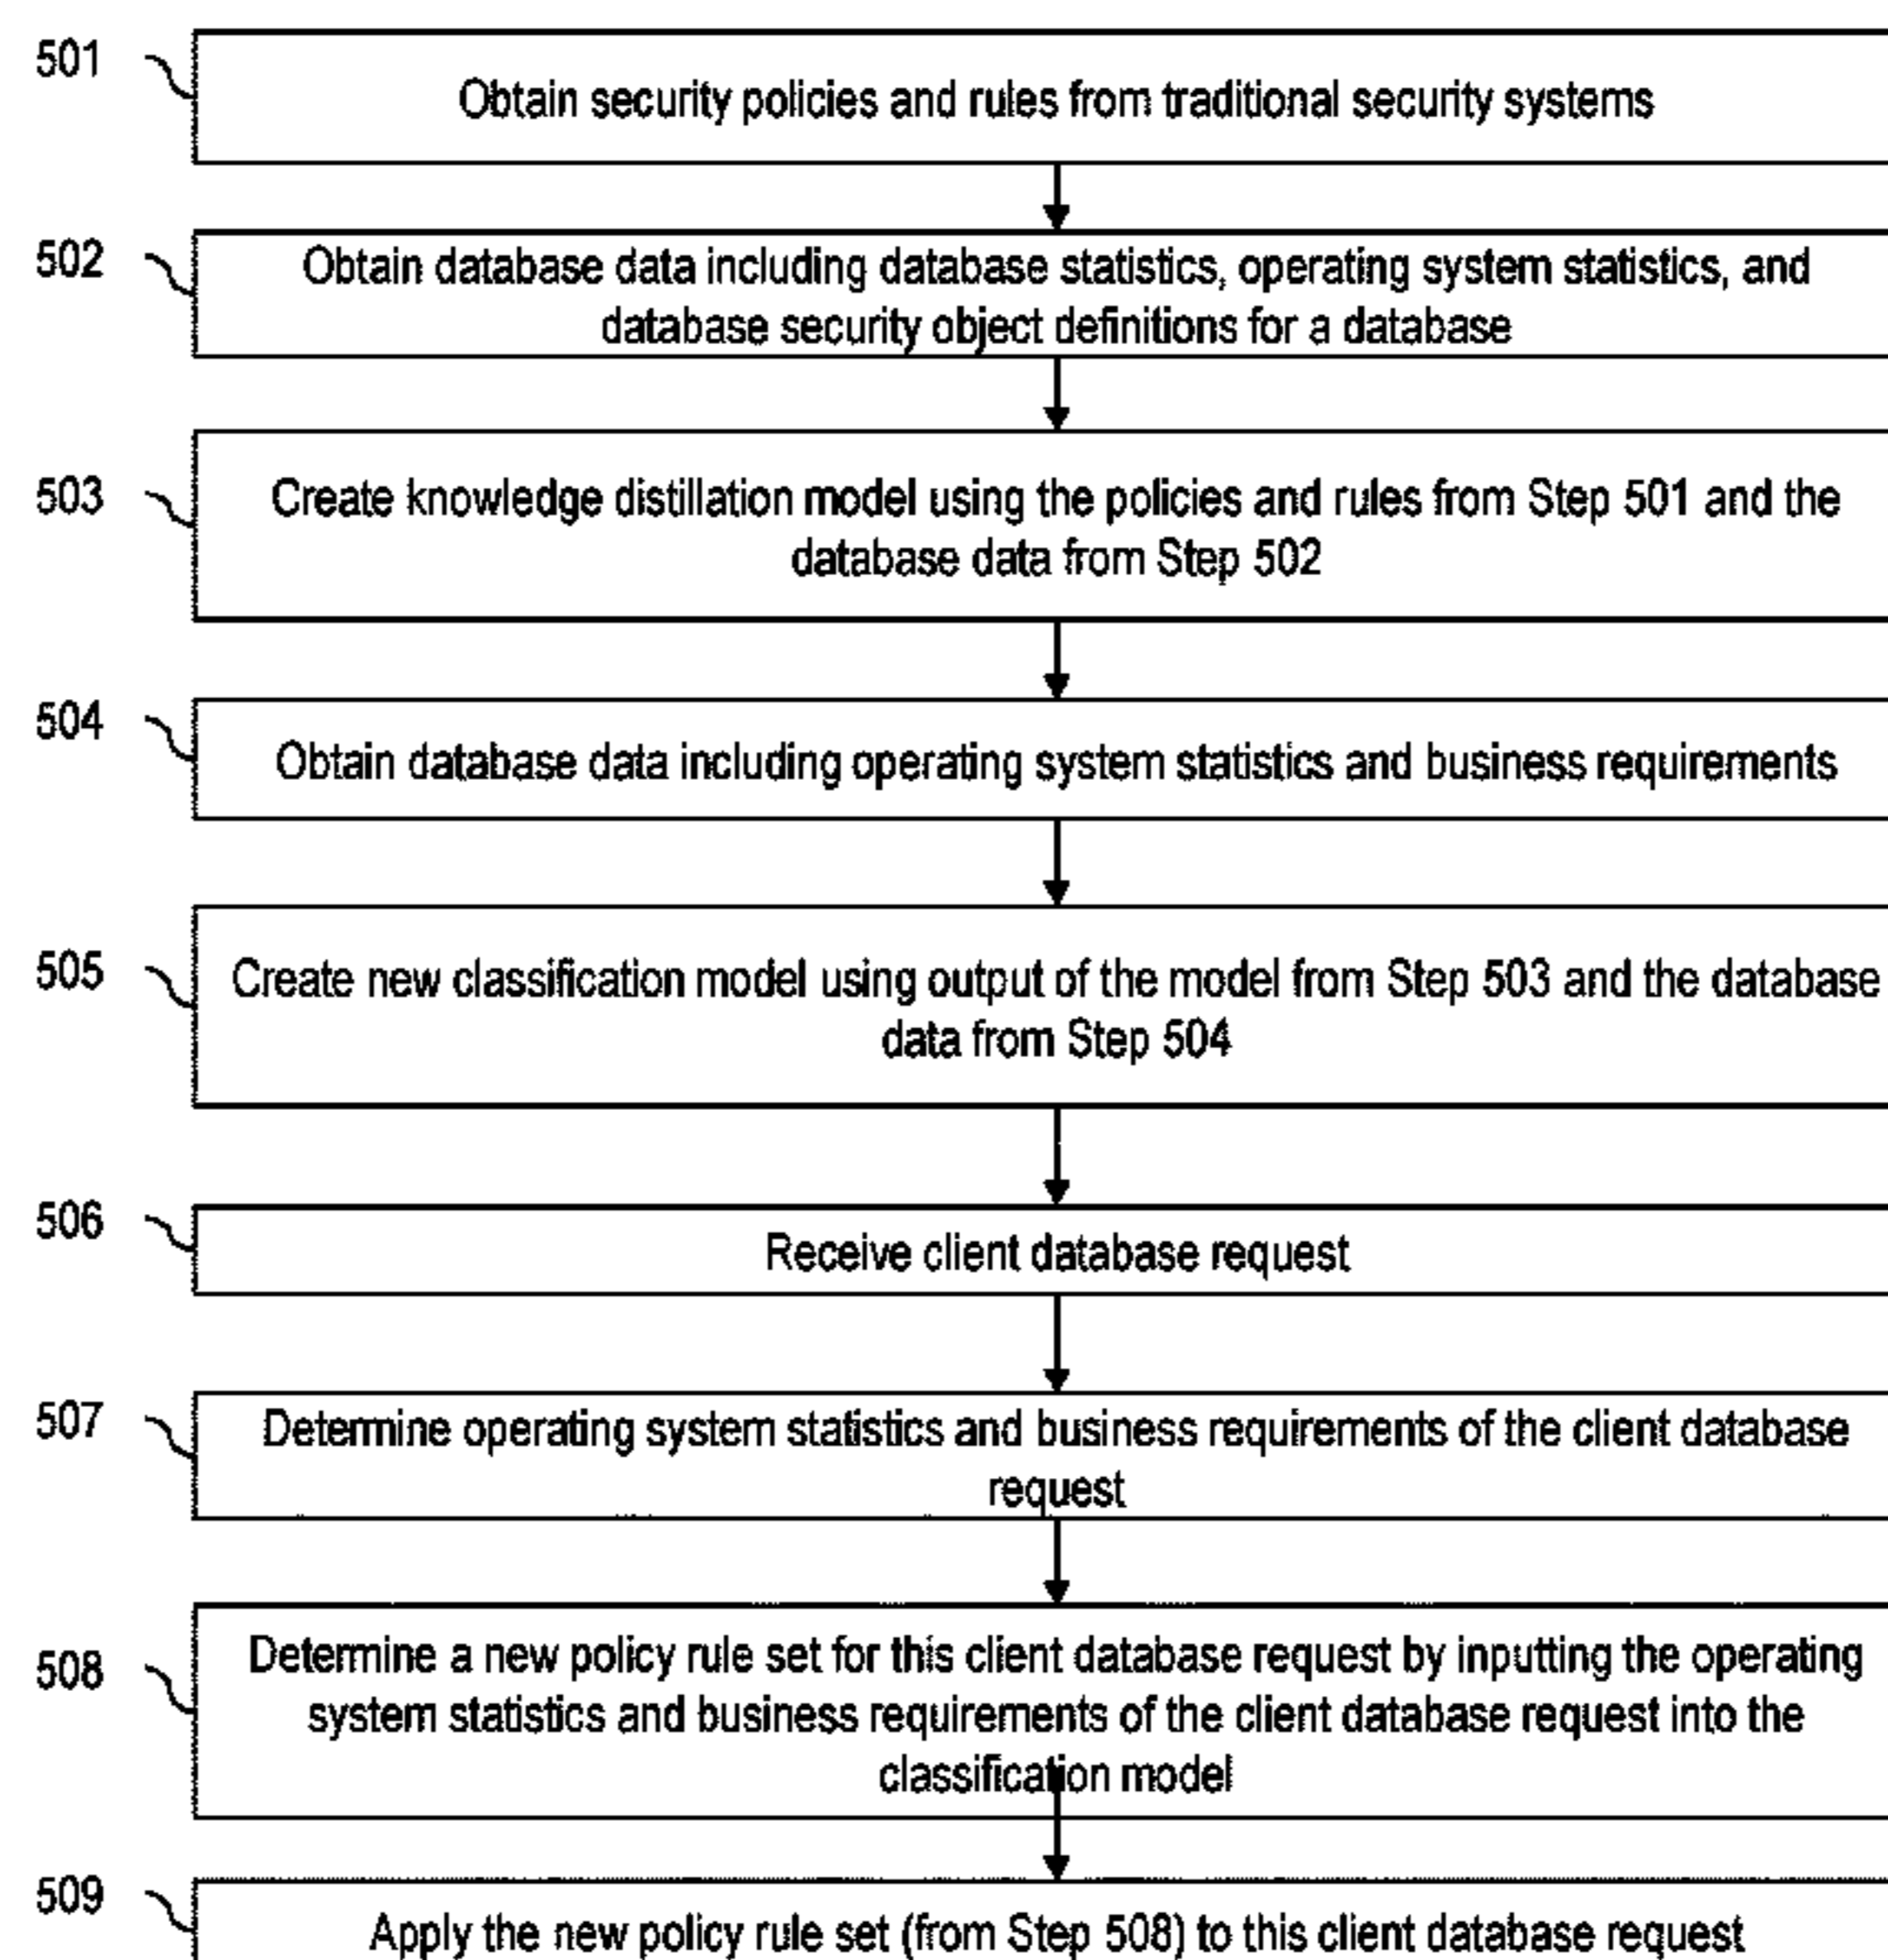 501
Obtain security policies and rules from traditional security systems
502
Obtain database data including database statistics, operating system statistics, and
database security object definitions for a database
503
Create knowledge distillation model using the policies and rules from Step 501 and the
database data from Step 502
504
Obtain database data including operating system statistics and business requirements
505
Create new classification model using output of the model from Step 503 and the database
data from Step 504
506
Receive client database request
507
Determine operating system statistics and business requirements of the client database
request
508
Determine a new policy rule set for this client database request by inputting the operating
system statistics and business requirements of the client database request into the
classification model
509
Apply the new policy rule set (from Step 508) to this client database request